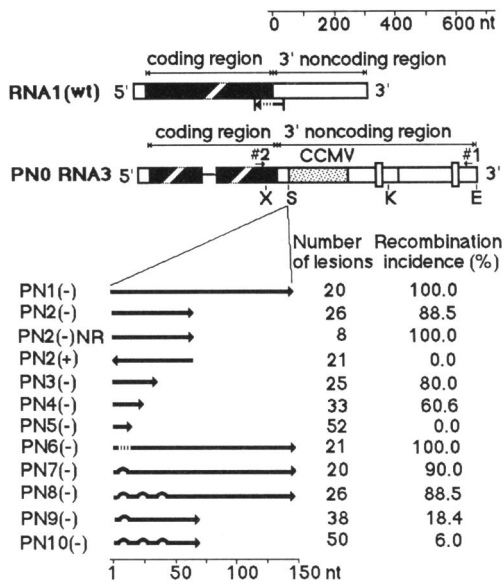 0 200 400 600 nt
coding region 3' noncoding region
RNA1(wt) 5' 3'
coding region 3' noncoding region
#2 CCMV #1
PN0 RNA3 5' 3'
X S K E
Number of lesions Recombination incidence (%)
PN1(-) 20 100.0
PN2(-) 26 88.5
PN2(-)NR 8 100.0
PN2(+) 21 0.0
PN3(-) 25 80.0
PN4(-) 33 60.6
PN5(-) 52 0.0
PN6(-) 21 100.0
PN7(-) 20 90.0
PN8(-) 26 88.5
PN9(-) 38 18.4
PN10(-) 50 6.0
1 50 100 150 nt